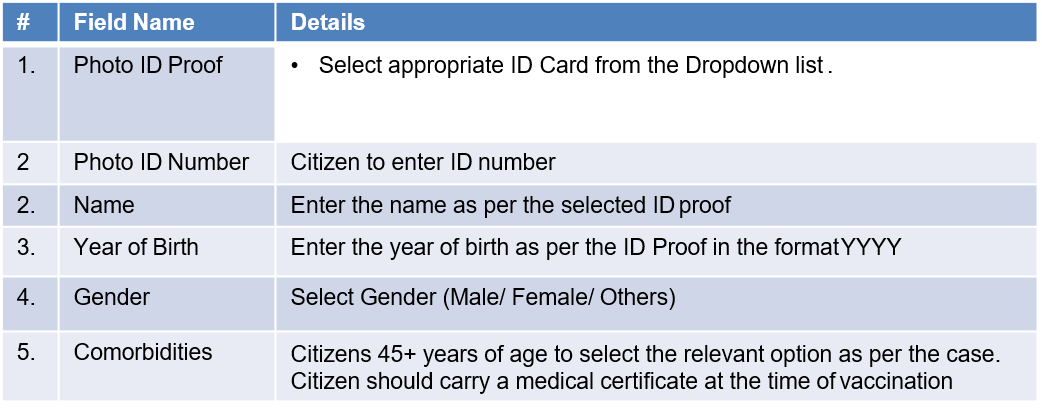 # Field Name Details
1. Photo ID Proof • Select appropriate ID Card from the Dropdown list .
2 Photo ID Number Citizen to enter ID number
2. Name Enter the name as per the selected ID proof
3. Year of Birth Enter the year of birth as per the ID Proof in the format YYYY
4. Gender Select Gender (Male/ Female/ Others)
5. Comorbidities Citizens 45+ years of age to select the relevant option as per the case.
Citizen should carry a medical certificate at the time of vaccination